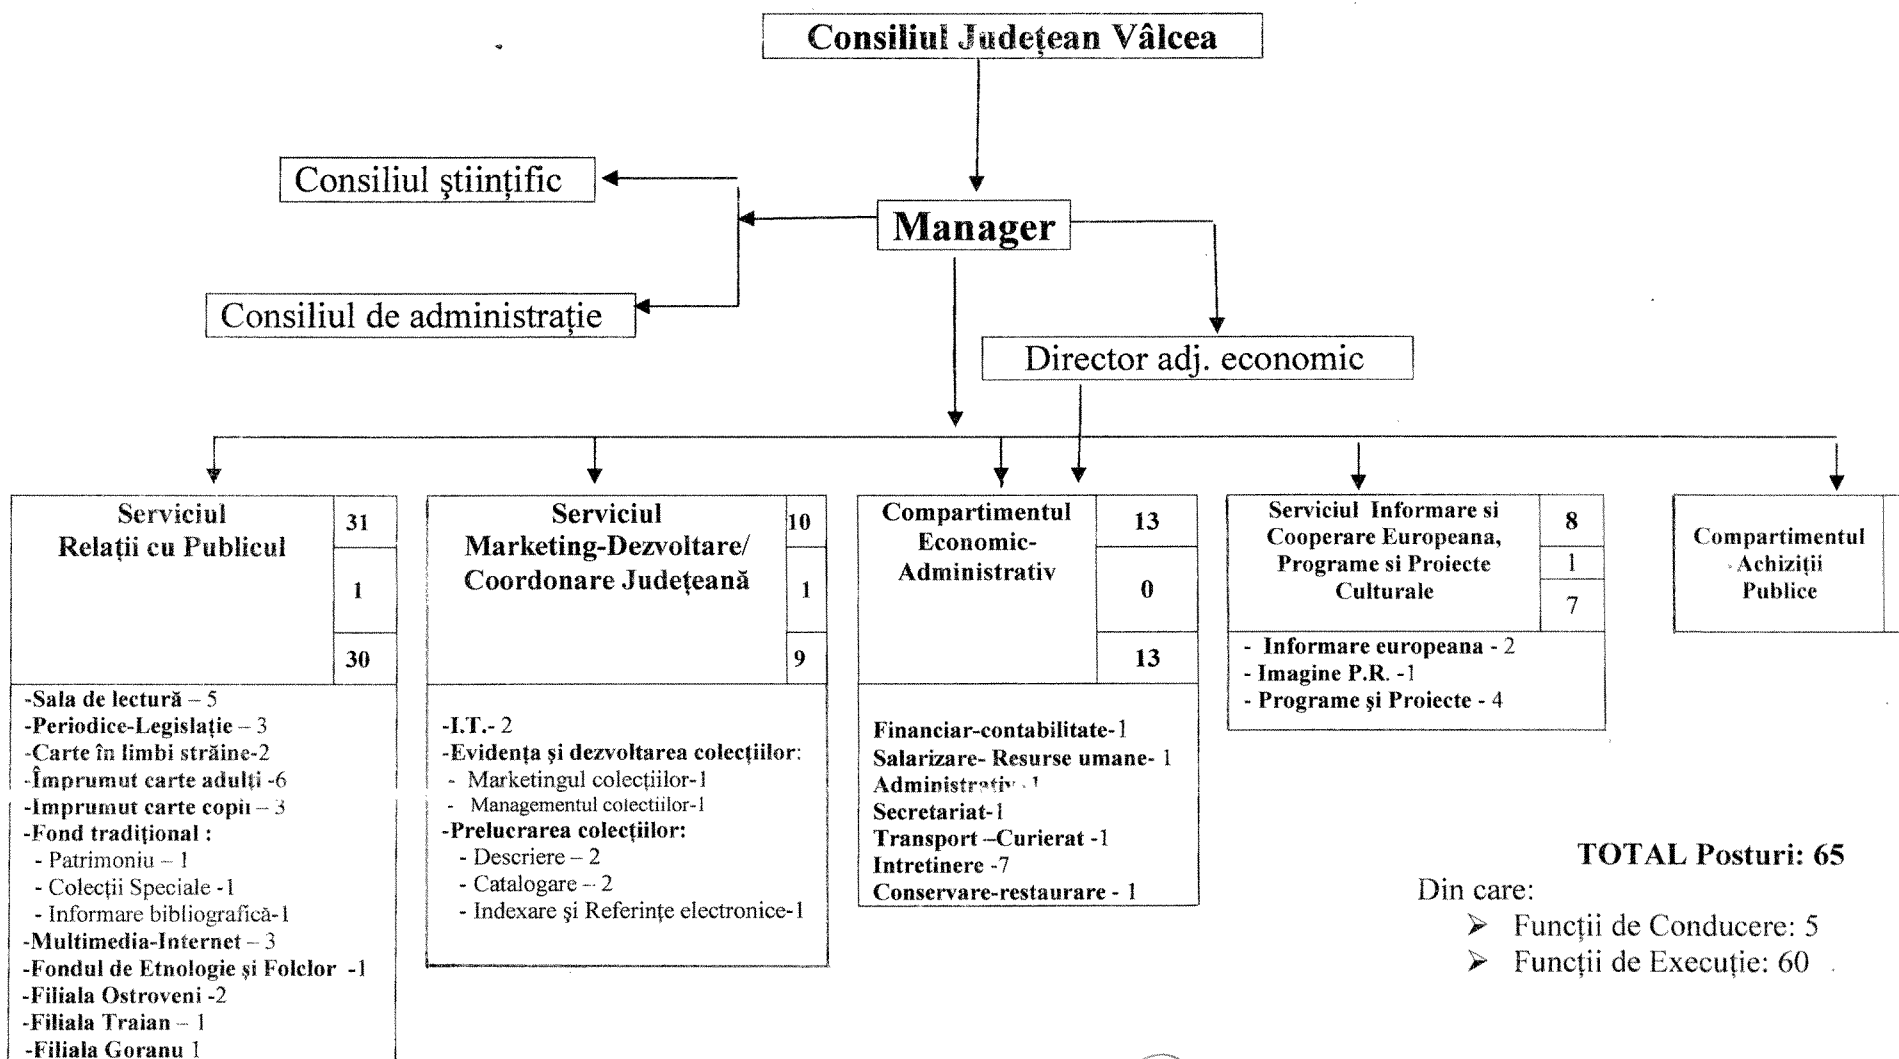 Consiliul Județean Vâlcea
Consiliul ştiințific
Manager
Consiliul de administrație
Director adj. economic
Serviciul
Relații cu Publicul
31
1
30
-Sala de lectură – 5
-Periodice-Legislație – 3
-Carte în limbi străine-2
-Împrumut carte adulți -6
-Imprumut carte copii – 3
-Fond tradițional :
- Patrimoniu – 1
- Colecții Speciale -1
- Informare bibliografică-1
-Multimedia-Internet – 3
-Fondul de Etnologie şi Folclor -1
-Filiala Ostroveni -2
-Filiala Traian – 1
-Filiala Goranu 1
Serviciul
Marketing-Dezvoltare/
Coordonare Județeană
10
1
9
-I.T.- 2
-Evidența şi dezvoltarea colecțiilor:
- Marketingul colecțiilor-1
- Managementul colectiilor-1
-Prelucrarea colecțiilor:
- Descriere – 2
- Catalogare – 2
- Indexare şi Referințe electronice-1
Compartimentul
Economic-
Administrativ
13
0
13
Financiar-contabilitate-1
Salarizare- Resurse umane- 1
Administrativ - 1
Secretariat-1
Transport –Curierat -1
Intretinere -7
Conservare-restaurare - 1
Serviciul Informare si
Cooperare Europeana,
Programe si Proiecte
Culturale
8
1
7
- Informare europeana - 2
- Imagine P.R. -1
- Programe şi Proiecte - 4
Compartimentul
Achiziții
Publice
TOTAL Posturi: 65
Din care:
➢ Funcții de Conducere: 5
➢ Funcții de Execuție: 60